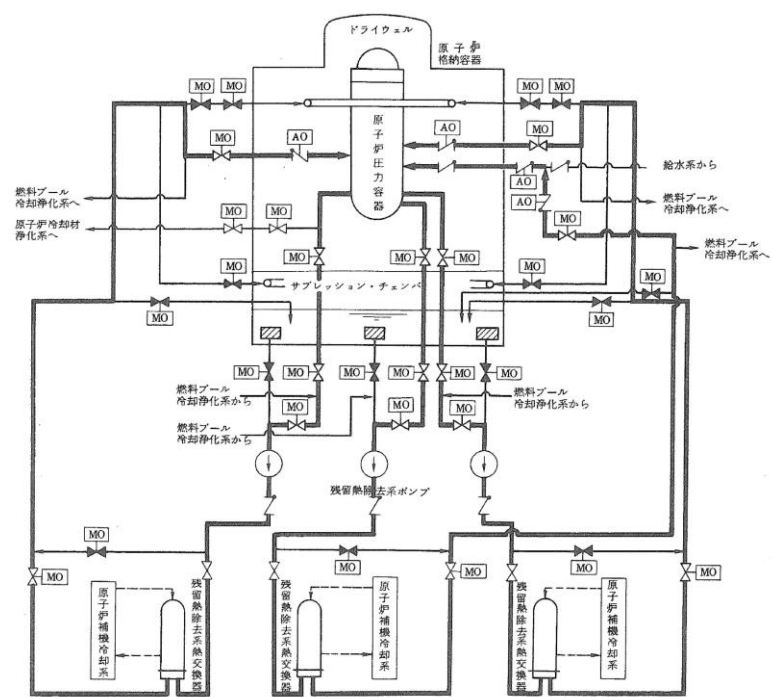 ドライウェル
原子炉
格納容器
MO
MO
MO
MO
原子炉圧力容器
MO
AO
AO
MO
給水系から
AO
AO
燃料プール
冷却浄化系へ
原子炉冷却材
浄化系へ
MO
MO
MO
燃料プール
冷却浄化系へ
燃料プール
冷却浄化系へ
MO
MO
MO
MO
MO
サプレッション・チェンバ
MO
MO
MO
MO
MO
MO
MO
MO
MO
燃料プール
冷却浄化系から
燃料プール
冷却浄化系から
燃料プール
冷却浄化系から
MO
MO
MO
残留熱除去系ポンプ
MO
MO
MO
MO
MO
MO
原子炉補機冷却系
残留熱除去系熱交換器
残留熱除去系熱交換器
原子炉補機冷却系
残留熱除去系熱交換器
原子炉補機冷却系